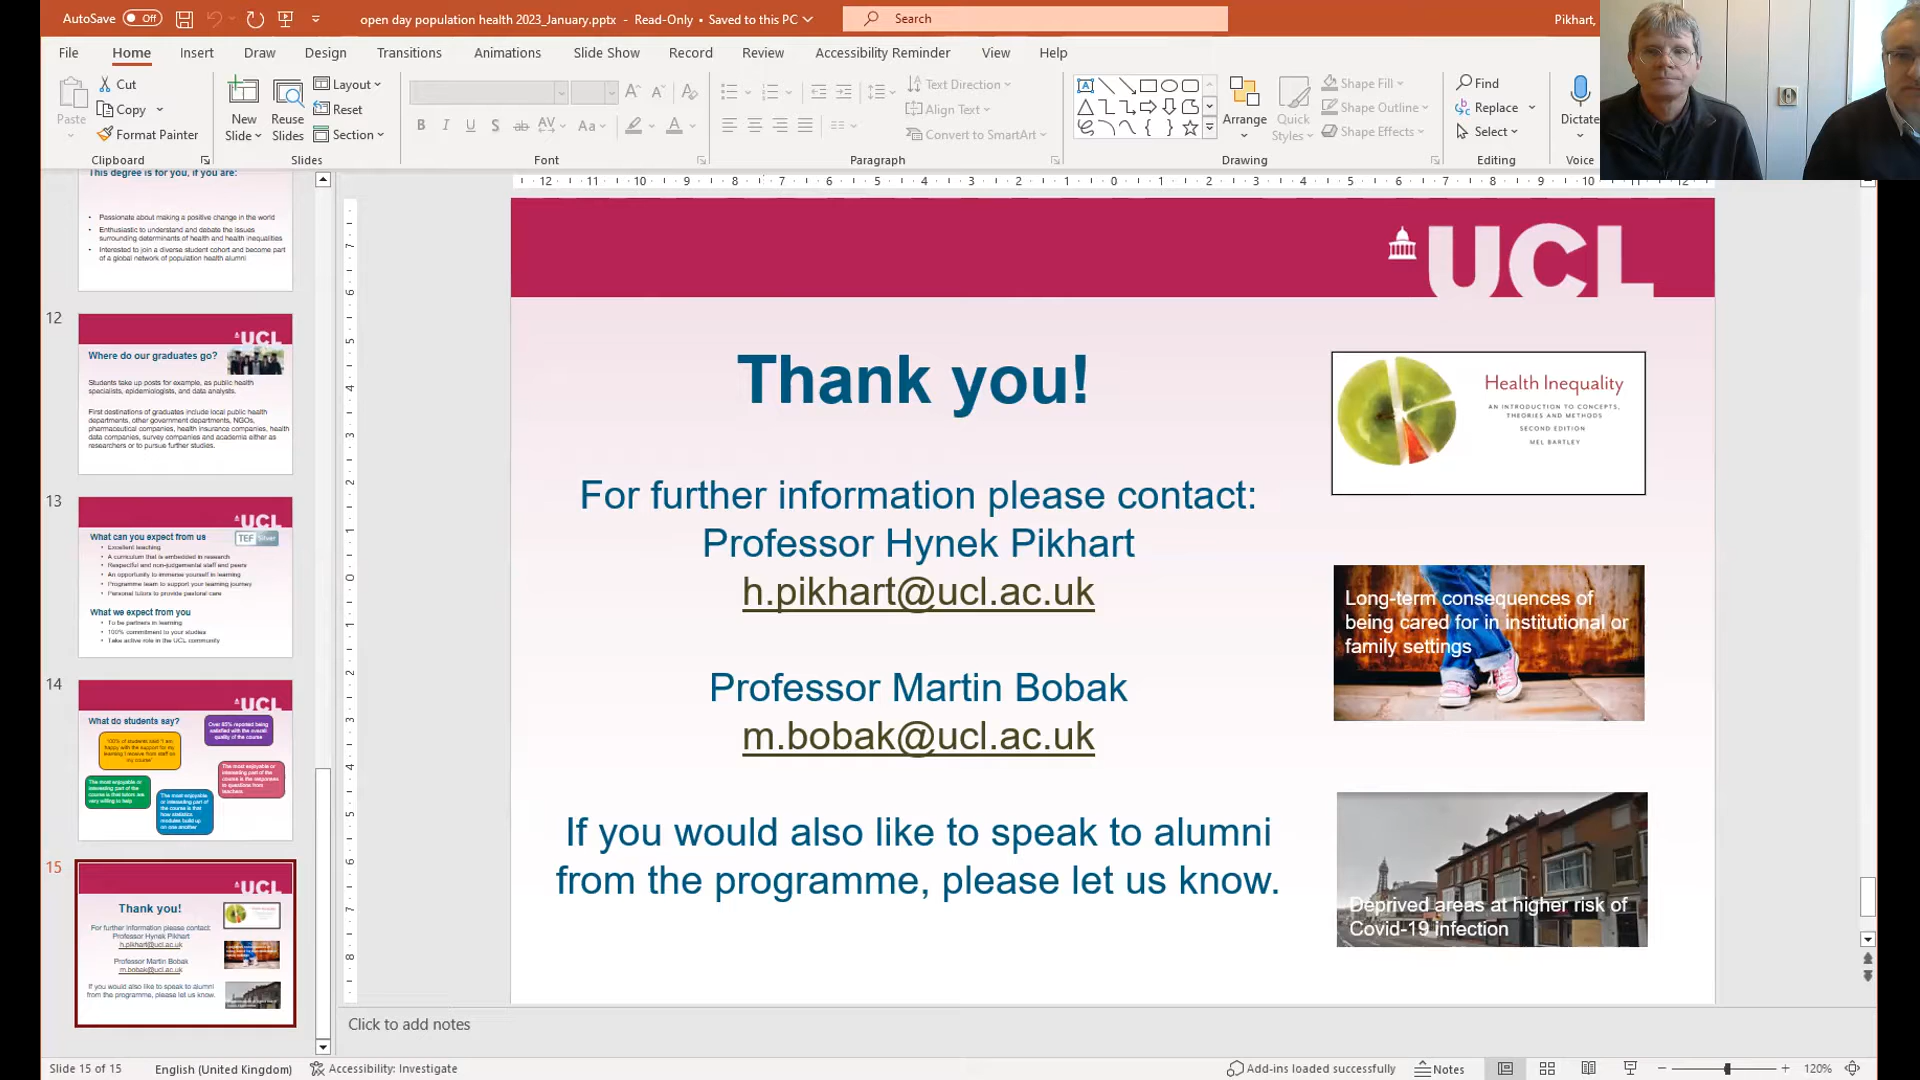 AutoSave Off
open day population health 2023_January.pptx - Read-Only • Saved to this PC
Search
Pikhart,
File Home Insert Draw Design Transitions Animations Slide Show Record Review Accessibility Reminder View Help
Paste
Cut
Copy
Format Painter
Clipboard
New Slide
Reuse Slides
Layout
Reset
Section
Slides
Font
Text Direction
Align Text
Convert to SmartArt
Paragraph
Arrange
Quick Styles
Shape Fill
Shape Outline
Shape Effects
Drawing
Find
Replace
Select
Editing
Dictate
Voice
This degree is for you, if you are:
• Passionate about making a positive change in the world
• Enthusiastic to understand and debate the issues
surrounding determinants of health and health inequalities
• Interested to join a diverse student cohort and become part
of a global network of population health alumni
12
UCL
Where do our graduates go?
Students take up posts for example, as public health
specialists, epidemiologists, and data analysts.
First destinations of graduates include local public health
departments, other government departments, NGOs,
pharmaceutical companies, health insurance companies, health
data companies, survey companies and academia either as
researchers or to pursue further studies.
13
UCL
What can you expect from us
TEF Silver
• Excellent teaching
• A curriculum that is embedded in research
• Respectful and non-judgemental staff and peers
• An opportunity to immerse yourself in learning
• Programme team to support your learning journey
• Personal tutors to provide pastoral care
What we expect from you
• To be partners in learning
• 100% commitment to your studies
• Take active role in the UCL community
14
UCL
What do students say?
Over 85% reported being
satisfied with the overall
quality of the course
100% of students said 'I am
happy with the support for my
learning I receive from staff on
my course'
The most enjoyable or
interesting part of the
course is the responses
to questions from
teachers
The most enjoyable or
interesting part of the
course is that tutors are
very willing to help
The most enjoyable
or interesting part of
the course is that
how statistics
modules build up
on one another
15
UCL
Thank you!
For further information please contact:
Professor Hynek Pikhart
h.pikhart@ucl.ac.uk
Professor Martin Bobak
m.bobak@ucl.ac.uk
If you would also like to speak to alumni
from the programme, please let us know.
UCL
Thank you!
For further information please contact:
Professor Hynek Pikhart
h.pikhart@ucl.ac.uk
Professor Martin Bobak
m.bobak@ucl.ac.uk
If you would also like to speak to alumni
from the programme, please let us know.
Health Inequality
AN INTRODUCTION TO CONCEPTS,
THEORIES AND METHODS
SECOND EDITION
MEL BARTLEY
Long-term consequences of
being cared for in institutional or
family settings
Deprived areas at higher risk of
Covid-19 infection
Click to add notes
Slide 15 of 15
English (United Kingdom)
Accessibility: Investigate
Add-ins loaded successfully
Notes
120%